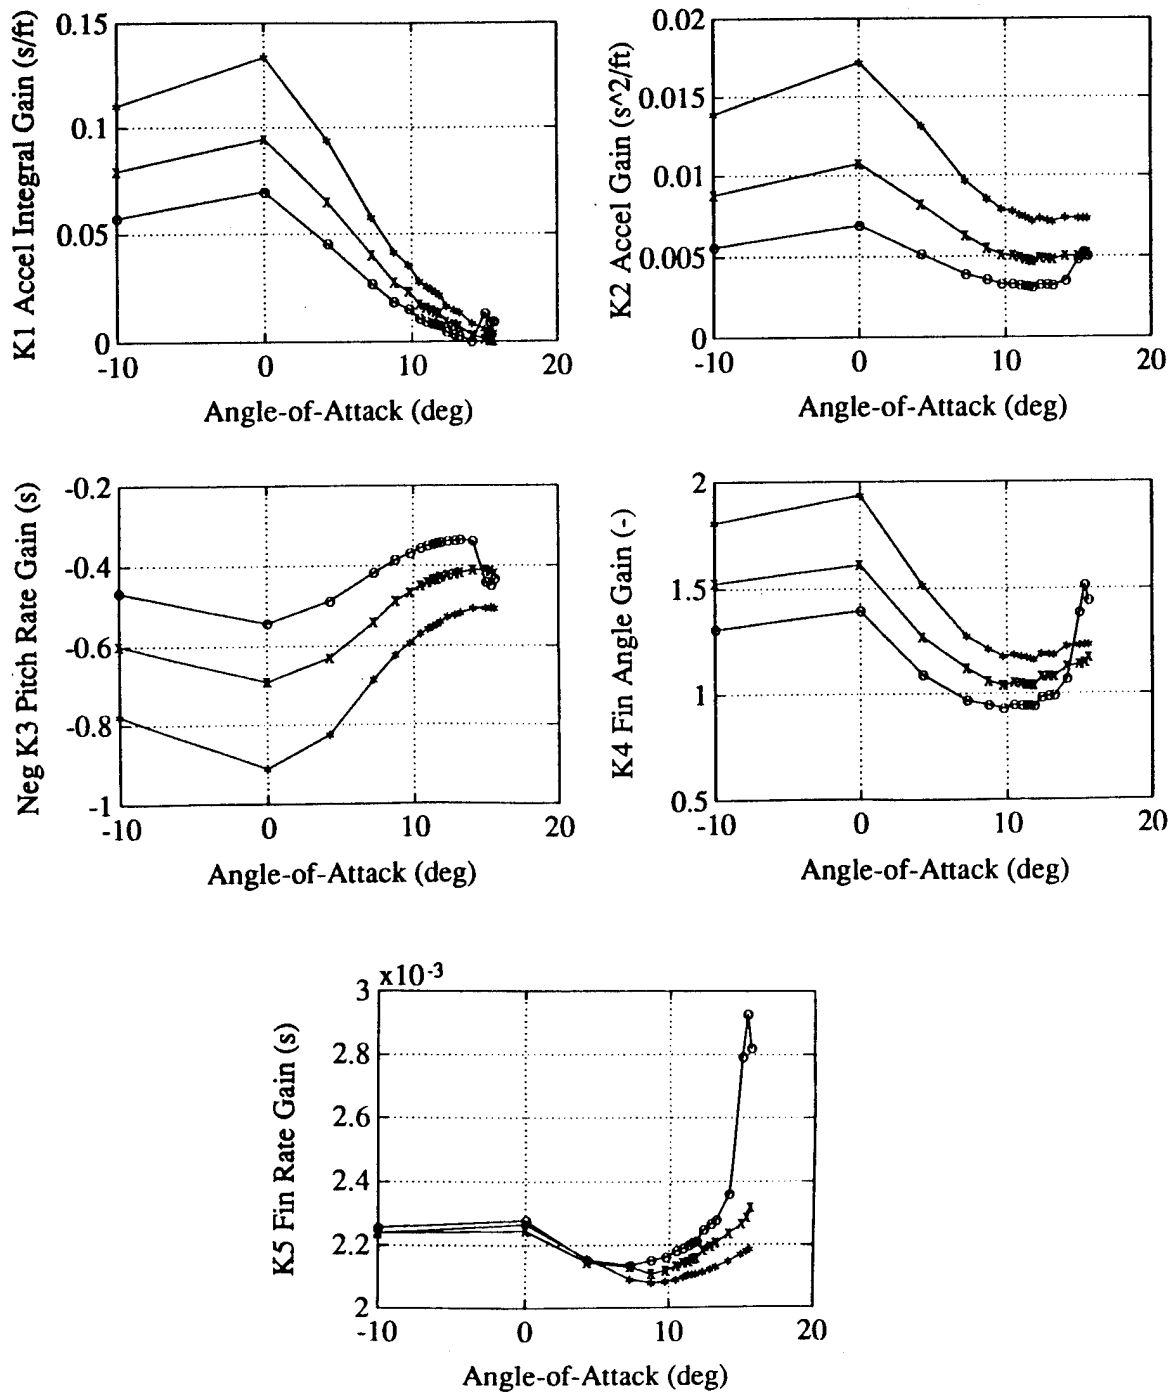 K1 Accel Integral Gain (s/ft)
0.15
0.1
0.05
0
-10 0 10 20
Angle-of-Attack (deg)
K2 Accel Gain (s^2/ft)
0.02
0.015
0.01
0.005
0
-10 0 10 20
Angle-of-Attack (deg)
Neg K3 Pitch Rate Gain (s)
-0.2
-0.4
-0.6
-0.8
-1
-10 0 10 20
Angle-of-Attack (deg)
K4 Fin Angle Gain (-)
2
1.5
1
0.5
-10 0 10 20
Angle-of-Attack (deg)
K5 Fin Rate Gain (s)
x10-3
3
2.8
2.6
2.4
2.2
2
-10 0 10 20
Angle-of-Attack (deg)